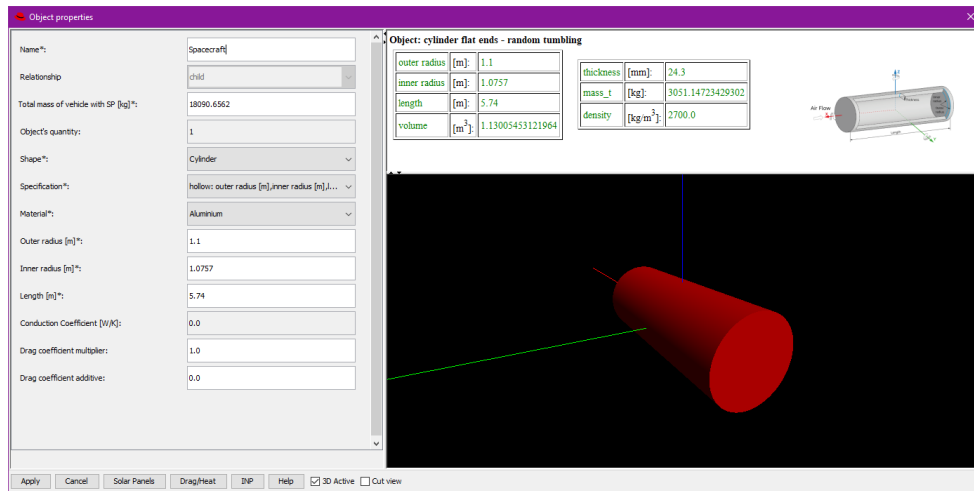 Object properties
Name*:
Spacecraft
Relationship
child
Total mass of vehicle with SP [kg]*:
18090.6562
Object's quantity:
1
Shape*:
Cylinder
Specification*:
hollow: outer radius [m],inner radius [m],l...
Material*:
Aluminium
Outer radius [m]*:
1.1
Inner radius [m]*:
1.0757
Length [m]*:
5.74
Conduction Coefficient [W/K]:
0.0
Drag coefficient multiplier:
1.0
Drag coefficient additive:
0.0
Object: cylinder flat ends - random tumbling
outer radius [m]: 1.1
inner radius [m]: 1.0757
length [m]: 5.74
volume [m3]: 1.13005453121964
thickness [mm]: 24.3
mass_t [kg]: 3051.14723429302
density [kg/m3]: 2700.0
Air Flow
Apply Cancel Solar Panels Drag/Heat INP Help 3D Active Cut view